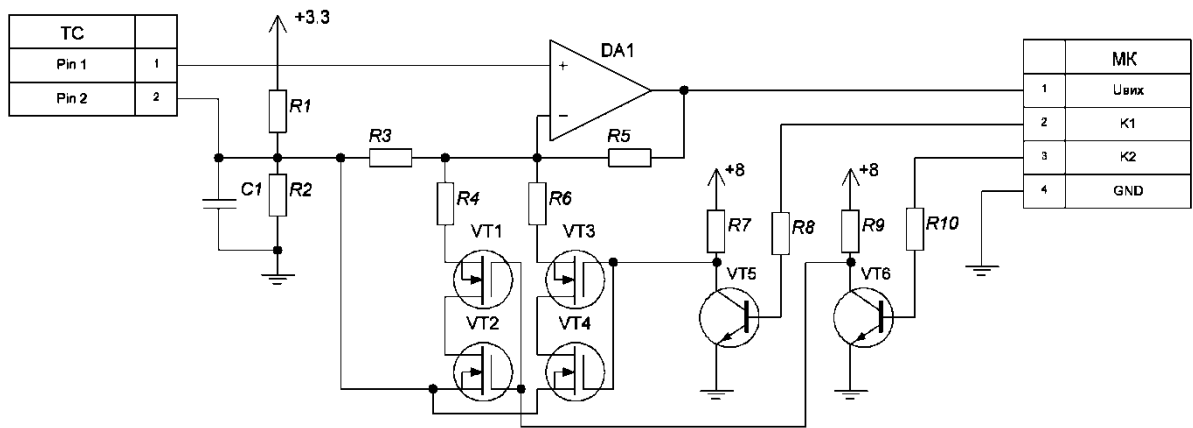 TC
Pin 1 1
Pin 2 2
+3.3
R1
R2
C1
R3
R4
R5
R6
DA1
+
−
VT1
VT2
VT3
VT4
+8
R7
R8
VT5
+8
R9
R10
VT6
МК
1 Uвих
2 K1
3 K2
4 GND